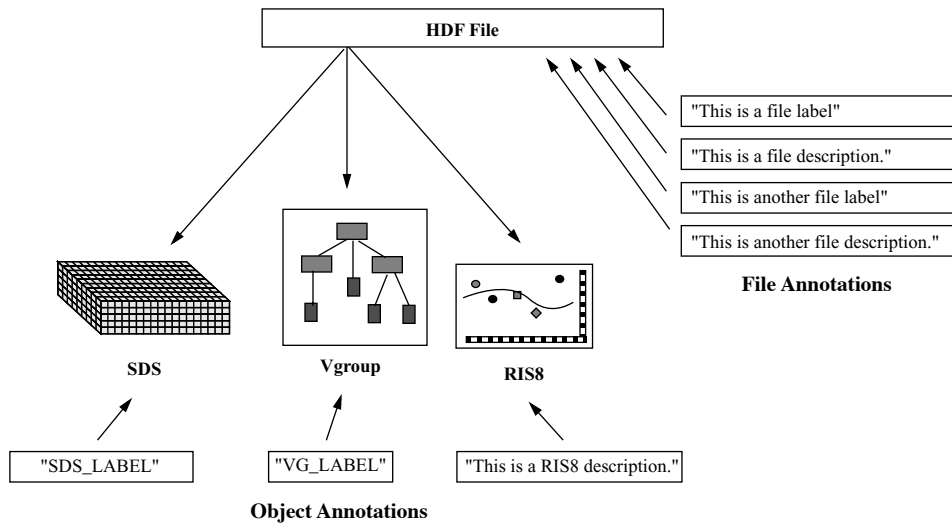 HDF File
"This is a file label"
"This is a file description."
"This is another file label"
"This is another file description."
File Annotations
SDS
Vgroup
RIS8
"SDS_LABEL"
"VG_LABEL"
"This is a RIS8 description."
Object Annotations